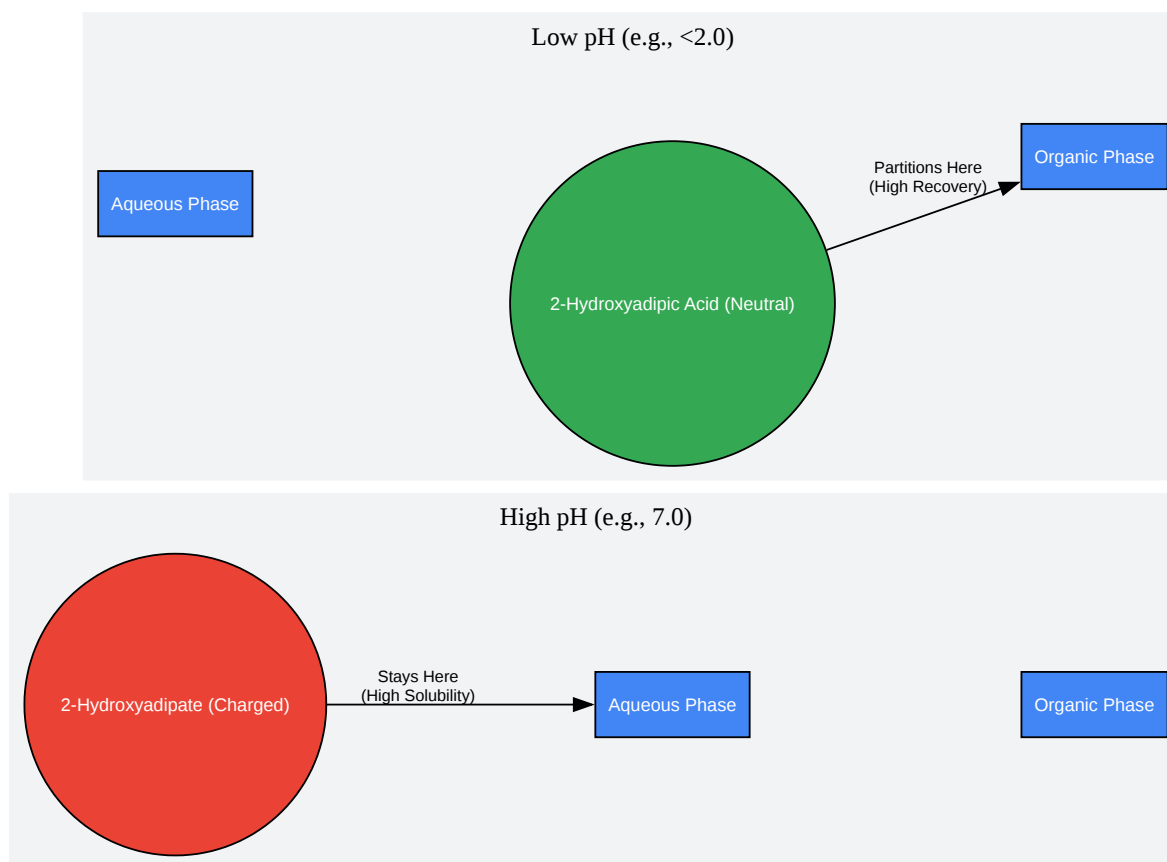 Low pH (e.g., <2.0)
Aqueous Phase
2-Hydroxyadipic Acid (Neutral)
Partitions Here
(High Recovery)
Organic Phase
High pH (e.g., 7.0)
2-Hydroxyadipate (Charged)
Stays Here
(High Solubility)
Aqueous Phase
Organic Phase